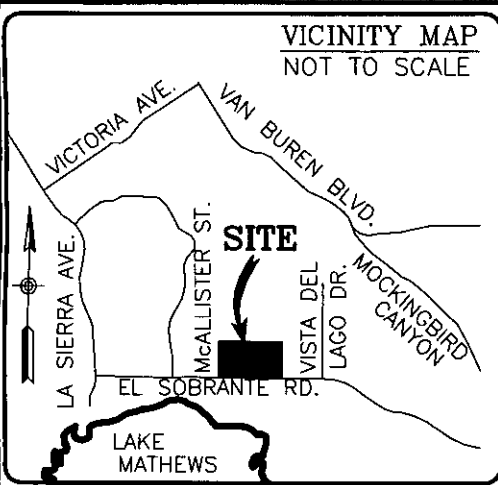 VICINITY MAP
NOT TO SCALE
VICTORIA AVE.
VAN BUREN BLVD.
LA SIERRA AVE.
McALLISTER ST.
SITE
VISTA DEL
LAGO DR.
MOCKINGBIRD
CANYON
EL SOBRANTE RD.
LAKE
MATHEWS